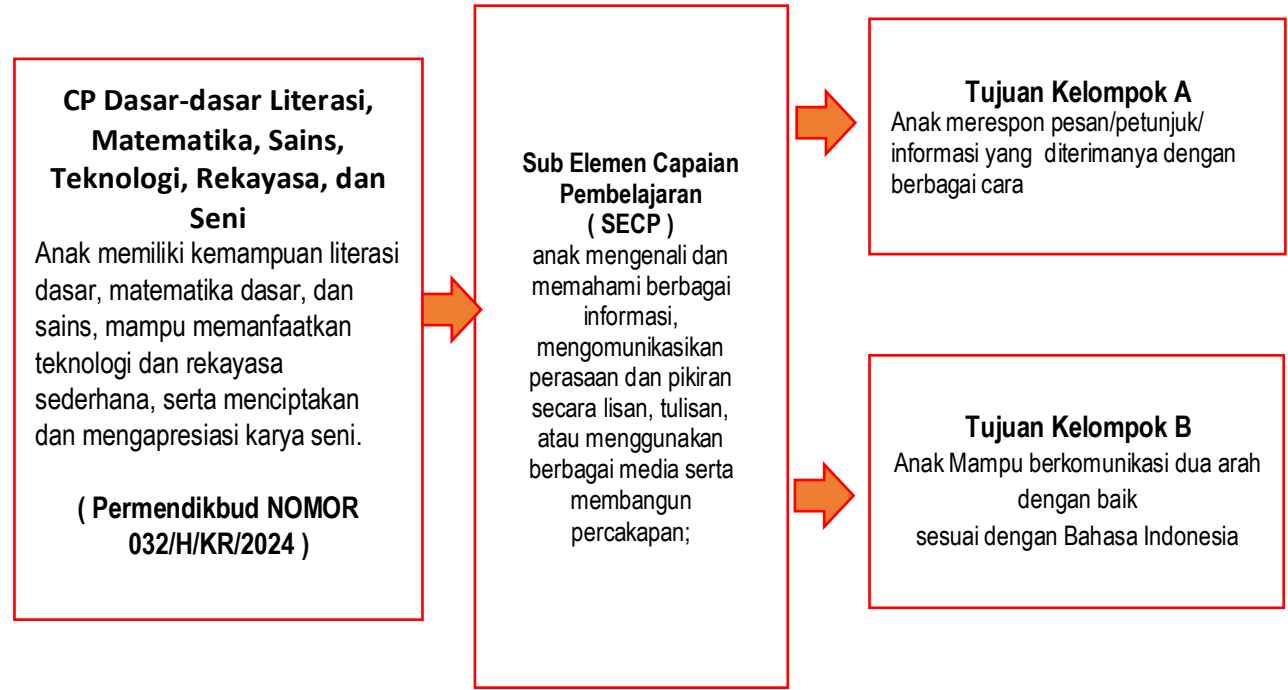 CP Dasar-dasar Literasi,
Matematika, Sains,
Teknologi, Rekayasa, dan
Seni
Anak memiliki kemampuan literasi
dasar, matematika dasar, dan
sains, mampu memanfaatkan
teknologi dan rekayasa
sederhana, serta menciptakan
dan mengapresiasi karya seni.
( Permendikbud NOMOR
032/H/KR/2024 )
Sub Elemen Capaian
Pembelajaran
( SECP )
anak mengenali dan
memahami berbagai
informasi,
mengomunikasikan
perasaan dan pikiran
secara lisan, tulisan,
atau menggunakan
berbagai media serta
membangun
percakapan;
Tujuan Kelompok A
Anak merespon pesan/petunjuk/
informasi yang diterimanya dengan
berbagai cara
Tujuan Kelompok B
Anak Mampu berkomunikasi dua arah
dengan baik
sesuai dengan Bahasa Indonesia